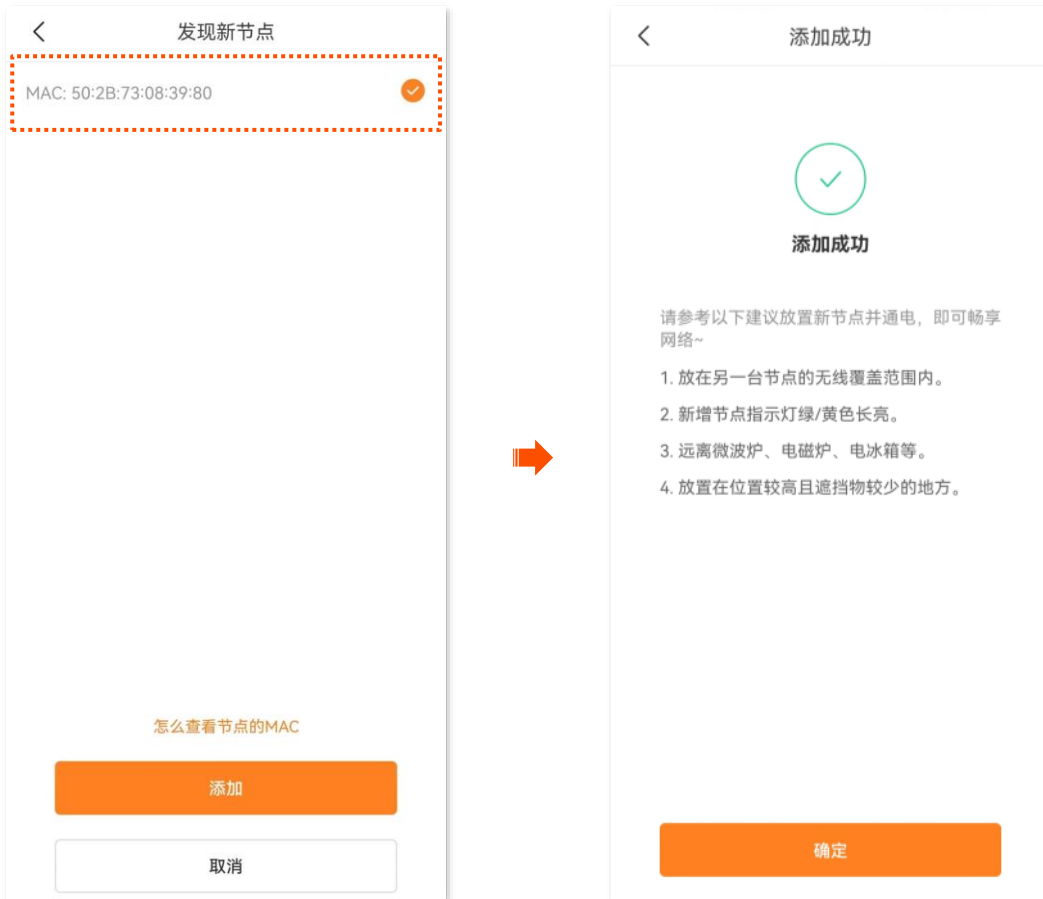 发现新节点
MAC: 50:2B:73:08:39:80
怎么查看节点的MAC
添加
取消
添加成功
添加成功
请参考以下建议放置新节点并通电，即可畅享
网络~
1. 放在另一台节点的无线覆盖范围内。
2. 新增节点指示灯绿/黄色长亮。
3. 远离微波炉、电磁炉、电冰箱等。
4. 放置在位置较高且遮挡物较少的地方。
确定